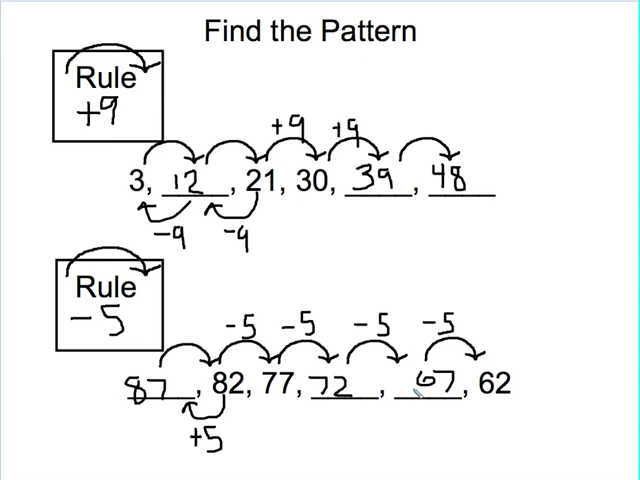 Find the Pattern
Rule
+9
+9 +9
3, 12, 21, 30, 39, 48
-9 -9
Rule
-5
-5 -5 -5 -5
87, 82, 77, 72, 67, 62
+5